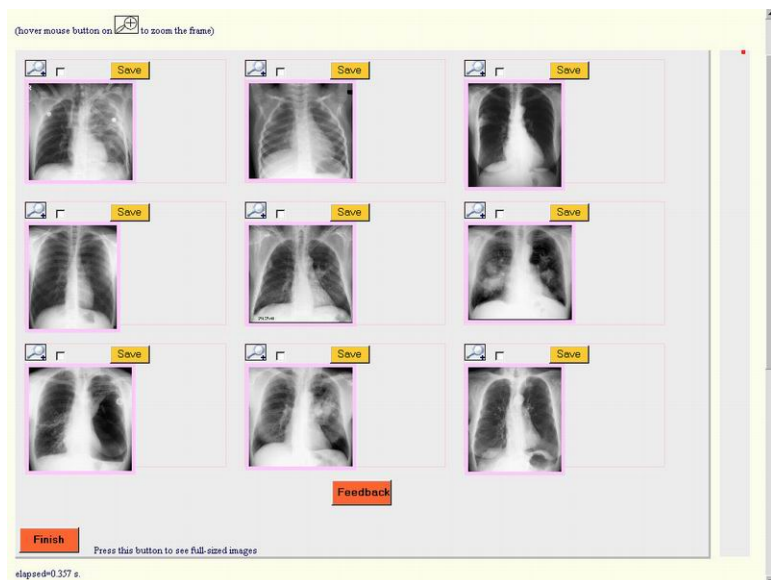 (hover mouse button on to zoom the frame)
Save Save Save
Save Save Save
Save Save Save
Feedback
Finish Press this button to see full-sized images
elapsed=0.357 s.